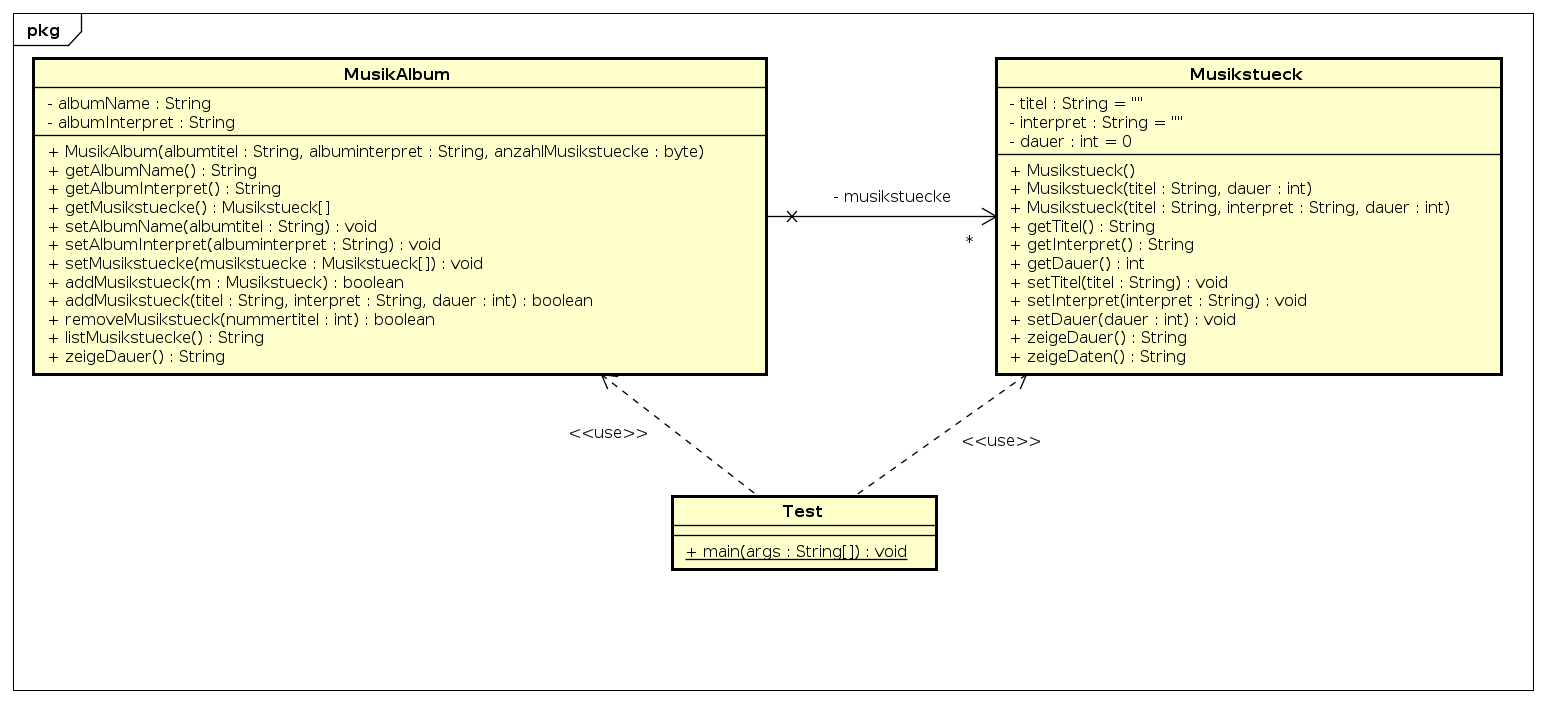 pkg
MusikAlbum
- albumName : String
- albumInterpret : String
+ MusikAlbum(albumtitel : String, albuminterpret : String, anzahlMusikstuecke : byte)
+ getAlbumName() : String
+ getAlbumInterpret() : String
+ getMusikstuecke() : Musikstueck[]
+ setAlbumName(albumtitel : String) : void
+ setAlbumInterpret(albuminterpret : String) : void
+ setMusikstuecke(musikstuecke : Musikstueck[]) : void
+ addMusikstueck(m : Musikstueck) : boolean
+ addMusikstueck(titel : String, interpret : String, dauer : int) : boolean
+ removeMusikstueck(nummertitel : int) : boolean
+ listMusikstuecke() : String
+ zeigeDauer() : String
- musikstuecke
*
Musikstueck
- titel : String = ""
- interpret : String = ""
- dauer : int = 0
+ Musikstueck()
+ Musikstueck(titel : String, dauer : int)
+ Musikstueck(titel : String, interpret : String, dauer : int)
+ getTitel() : String
+ getInterpret() : String
+ getDauer() : int
+ setTitel(titel : String) : void
+ setInterpret(interpret : String) : void
+ setDauer(dauer : int) : void
+ zeigeDauer() : String
+ zeigeDaten() : String
<<use>>
<<use>>
Test
+ main(args : String[]) : void